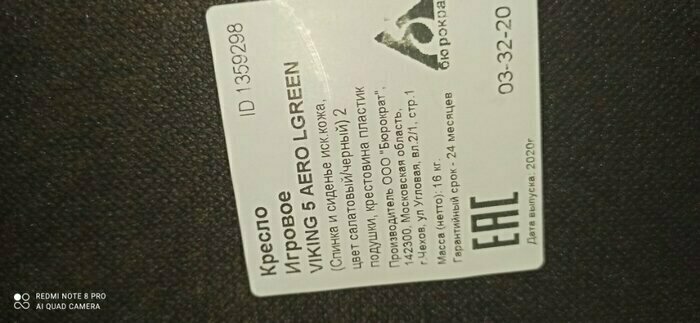 Кресло
Игровое
VIKING 5 AERO LGREEN
ID 1359298
(Спинка и сиденье иск.кожа,
цвет салатовый/черный) 2
подушки, крестовина пластик
Производитель ООО "Бюрократ",
142300, Московская область,
г.Чехов, ул Угловая, вл.2/1, стр.1
Масса (нетто): 16 кг.
Гарантийный срок - 24 месяцев
бюрократ
EAC
03-32-20
Дата выпуска: 2020г.
REDMI NOTE 8 PRO
AI QUAD CAMERA